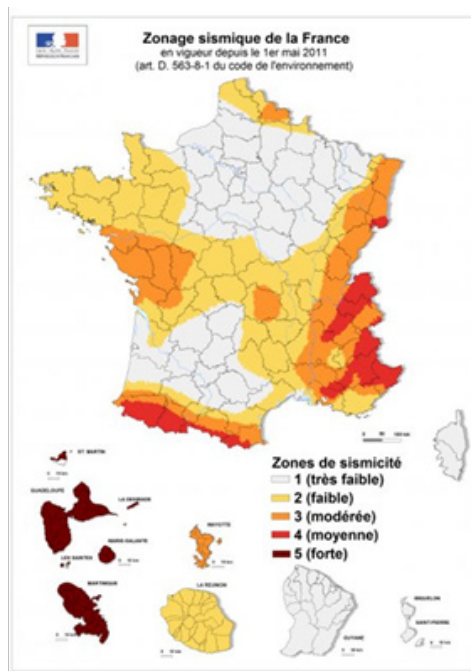 Zonage sismique de la France
en vigueur depuis le 1er mai 2011
(art. D. 563-8-1 du code de l'environnement)
ST MARTIN
GUADELOUPE
LA DESIRADE
MARIE-GALANTE
LES SAINTES
MAYOTTE
MARTINIQUE
LA RÉUNION
GUYANE
MIQUELON
SAINT-PIERRE
Zones de sismicité
1 (très faible)
2 (faible)
3 (modérée)
4 (moyenne)
5 (forte)